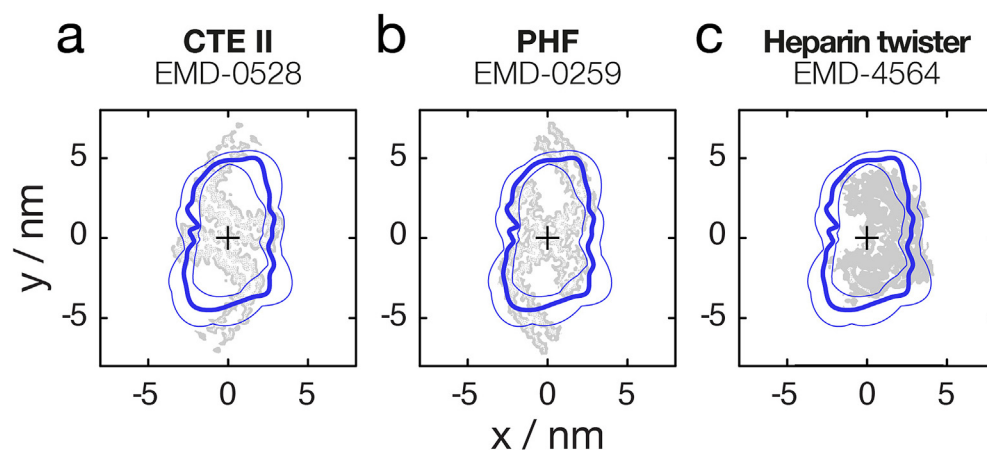 a
CTE II
EMD-0528
b
PHF
EMD-0259
c
Heparin twister
EMD-4564
y / nm
5
0
-5
5
0
-5
5
0
-5
-5 0 5
-5 0 5
-5 0 5
x / nm